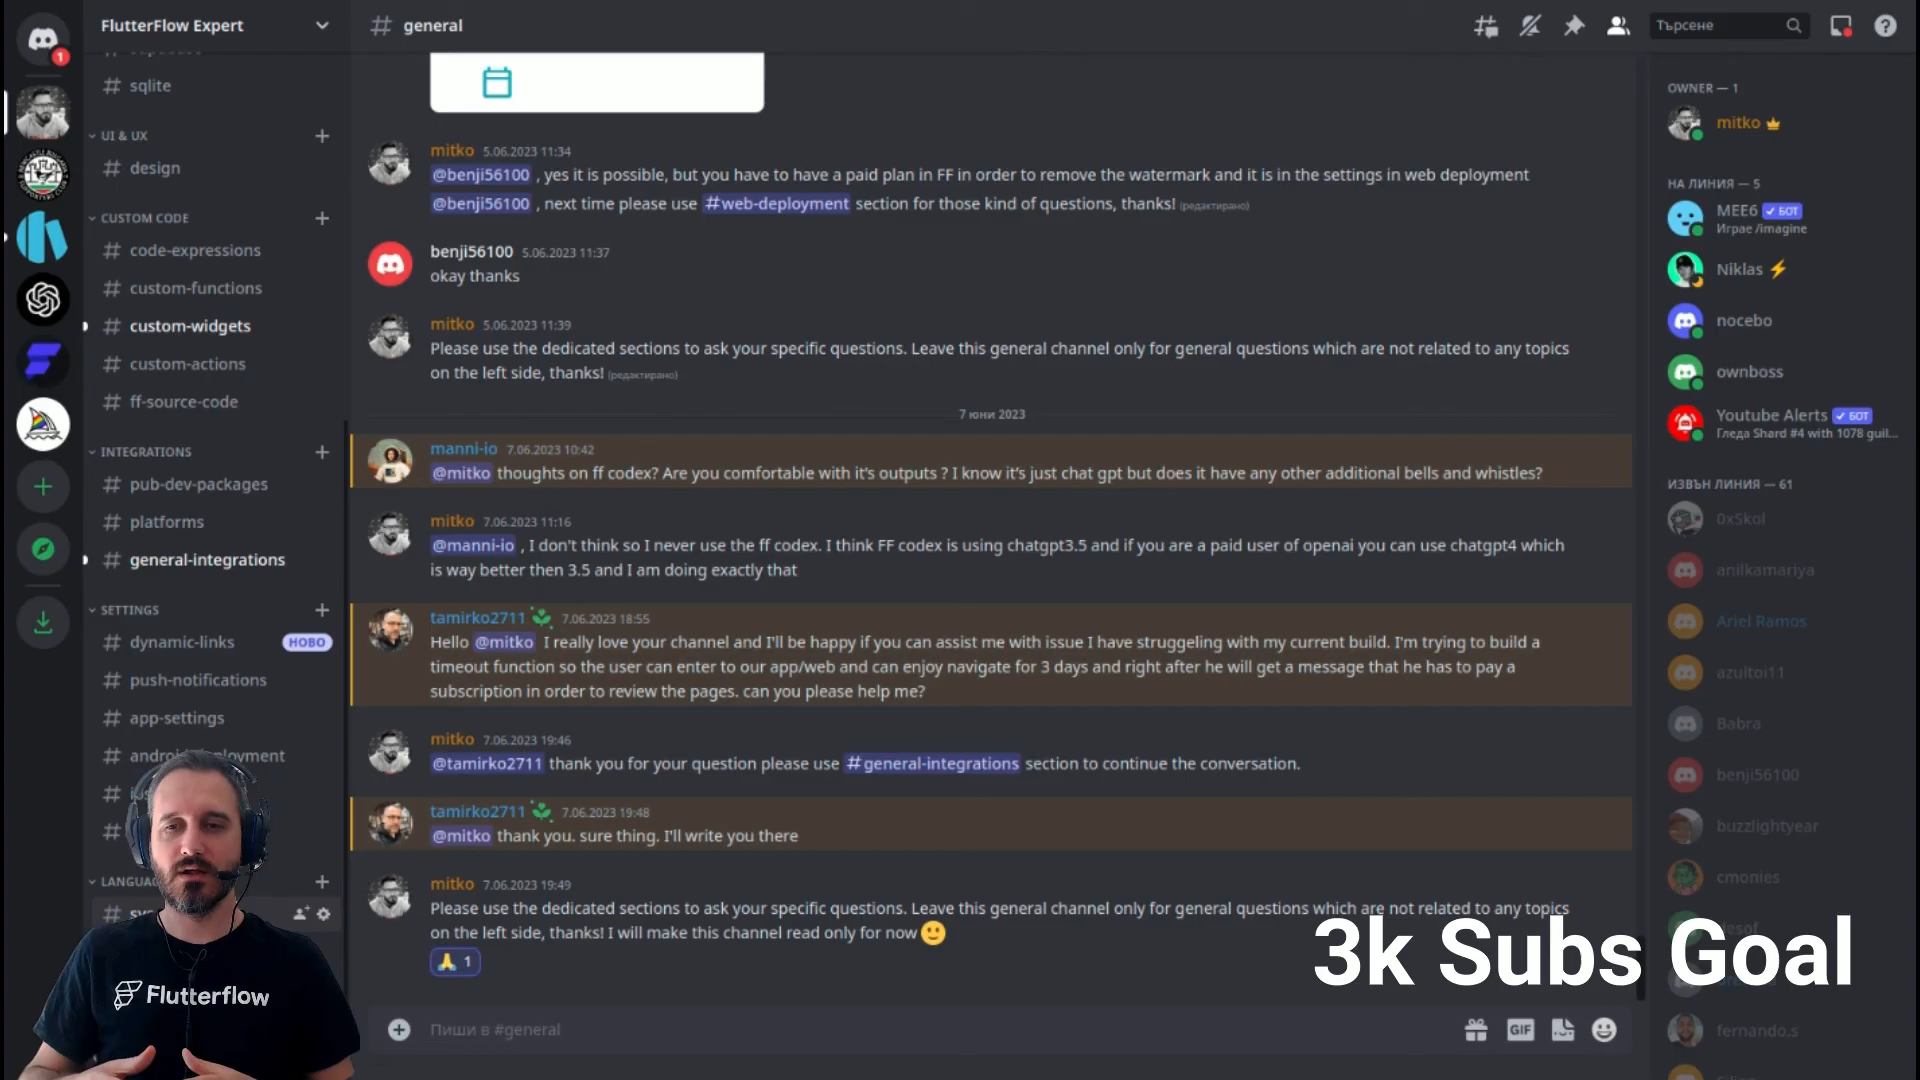 FlutterFlow Expert
general
Търсене
1
sqlite
UI & UX
design
CUSTOM CODE
code-expressions
custom-functions
custom-widgets
custom-actions
ff-source-code
INTEGRATIONS
pub-dev-packages
platforms
general-integrations
SETTINGS
dynamic-links
НОВО
push-notifications
app-settings
mitko 5.06.2023 11:34
@benji56100 , yes it is possible, but you have to have a paid plan in FF in order to remove the watermark and it is in the settings in web deployment
@benji56100 , next time please use #web-deployment section for those kind of questions, thanks! (редактирано)
benji56100 5.06.2023 11:37
okay thanks
mitko 5.06.2023 11:39
Please use the dedicated sections to ask your specific questions. Leave this general channel only for general questions which are not related to any topics
on the left side, thanks! (редактирано)
7 юни 2023
manni-io 7.06.2023 10:42
@mitko thoughts on ff codex? Are you comfortable with it's outputs ? I know it's just chat gpt but does it have any other additional bells and whistles?
mitko 7.06.2023 11:16
@manni-io , I don't think so I never use the ff codex. I think FF codex is using chatgpt3.5 and if you are a paid user of openai you can use chatgpt4 which
is way better then 3.5 and I am doing exactly that
tamirko2711 7.06.2023 18:55
Hello @mitko I really love your channel and I'll be happy if you can assist me with issue I have struggeling with my current build. I'm trying to build a
timeout function so the user can enter to our app/web and can enjoy navigate for 3 days and right after he will get a message that he has to pay a
subscription in order to review the pages. can you please help me?
mitko 7.06.2023 19:46
@tamirko2711 thank you for your question please use #general-integrations section to continue the conversation.
tamirko2711 7.06.2023 19:48
@mitko thank you. sure thing. I'll write you there
mitko 7.06.2023 19:49
Please use the dedicated sections to ask your specific questions. Leave this general channel only for general questions which are not related to any topics
on the left side, thanks! I will make this channel read only for now 🙂
🙏 1
Пиши в #general
GIF
OWNER — 1
mitko
НА ЛИНИЯ — 5
MEE6 БОТ
Играе /imagine
Niklas ⚡
nocebo
ownboss
Youtube Alerts БОТ
Гледа Shard #4 with 1078 guil...
ИЗВЪН ЛИНИЯ — 61
0xSkol
anilkamariya
Ariel Ramos
azultoi11
Babra
benji56100
buzzlightyear
cmonies
fernando.s
3k Subs Goal
Flutterflow